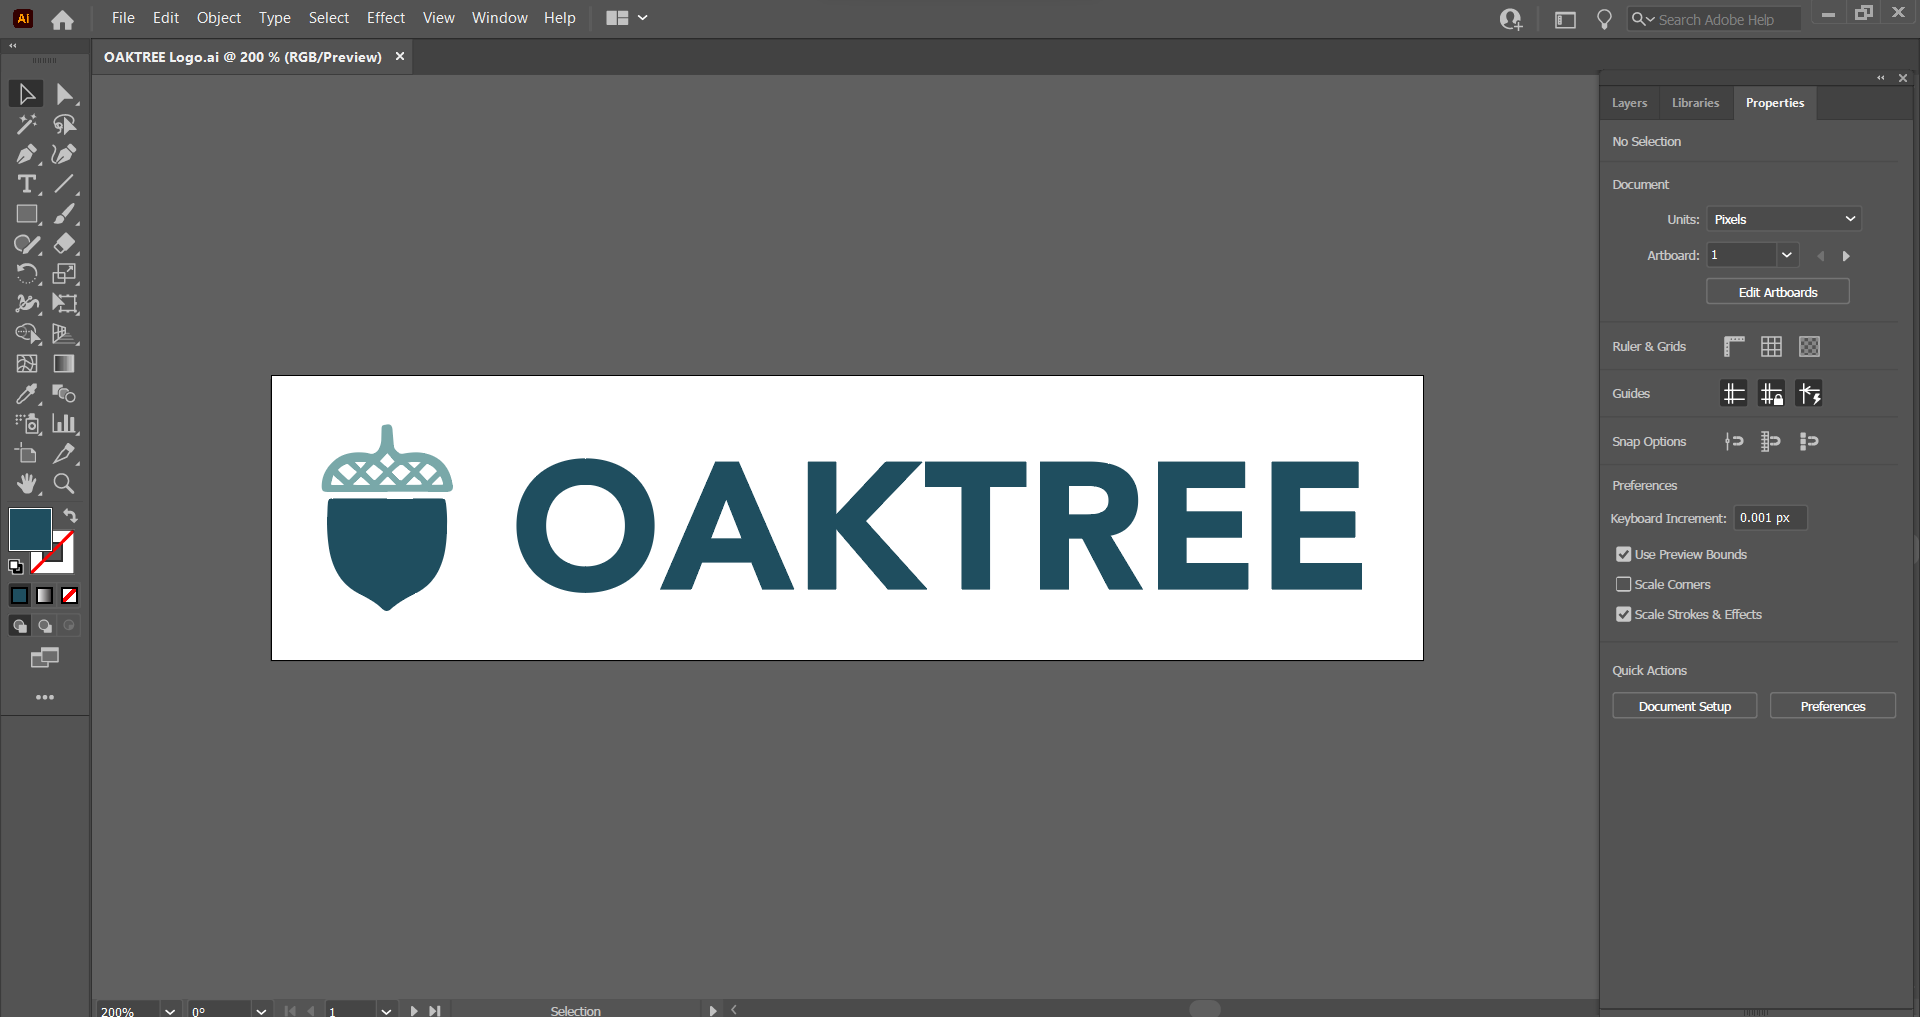 Ai File Edit Object Type Select Effect View Window Help Search Adobe Help
OAKTREE Logo.ai @ 200 % (RGB/Preview)
Layers Libraries Properties
No Selection
Document
Units: Pixels
Artboard: 1
Edit Artboards
Ruler & Grids
Guides
Snap Options
Preferences
Keyboard Increment: 0.001 px
Use Preview Bounds
Scale Corners
Scale Strokes & Effects
Quick Actions
Document Setup Preferences
OAKTREE
200% 0° 1 Selection